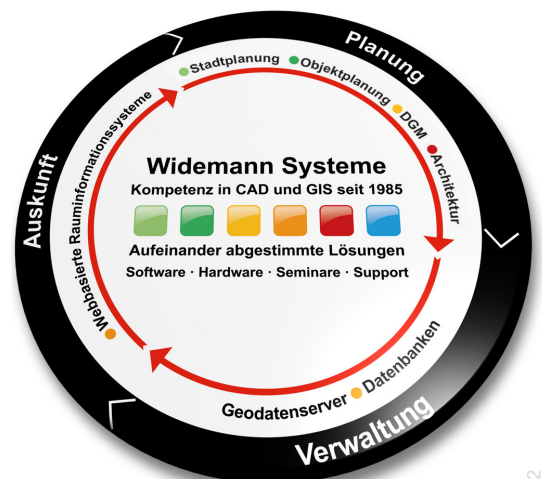 Planung
Stadtplanung
Objektplanung
DGM
Architektur
Auskunft
Webbasierte Rauminformationssysteme
Widemann Systeme
Kompetenz in CAD und GIS seit 1985
Aufeinander abgestimmte Lösungen
Software · Hardware · Seminare · Support
Geodatenserver
Datenbanken
Verwaltung
2